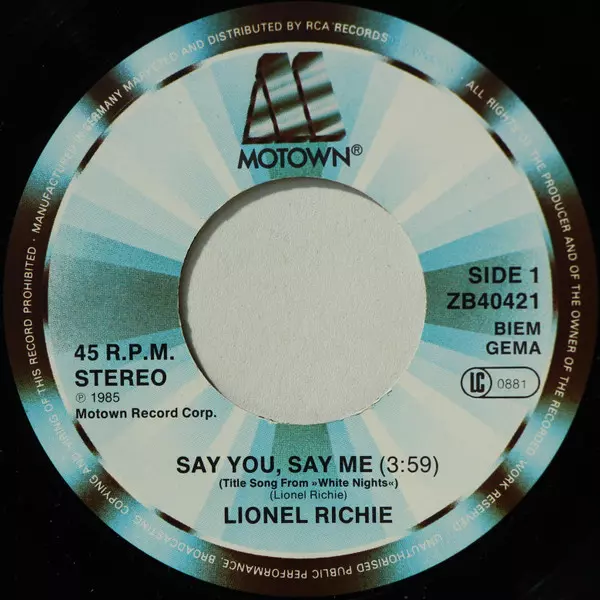 MANUFACTURED IN GERMANY MARKETED AND DISTRIBUTED BY RCA RECORDS · ALL RIGHTS OF THE PRODUCER AND OF THE OWNER OF THE RECORDED WORK RESERVED · UNAUTHORISED PUBLIC PERFORMANCE, BROADCASTING, COPYING AND HIRING OF THIS RECORD PROHIBITED ·
MOTOWN®
SIDE 1
ZB40421
BIEM
GEMA
LC 0881
45 R.P.M.
STEREO
℗ 1985
Motown Record Corp.
SAY YOU, SAY ME (3:59)
(Title Song From »White Nights«)
(Lionel Richie)
LIONEL RICHIE